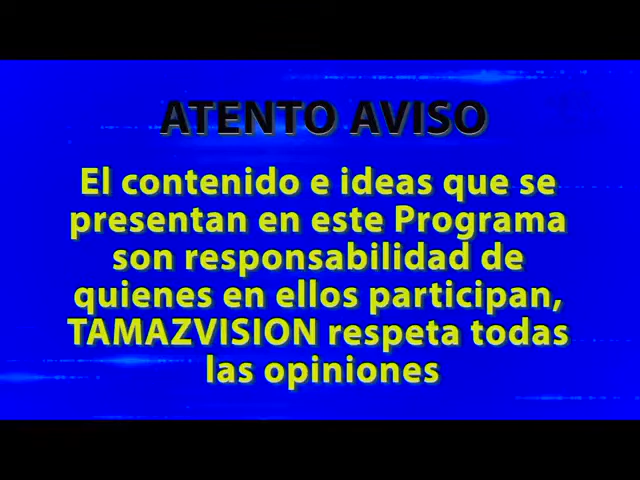 ATENTO AVISO
El contenido e ideas que se
presentan en este Programa
son responsabilidad de
quienes en ellos participan,
TAMAZVISION respeta todas
las opiniones